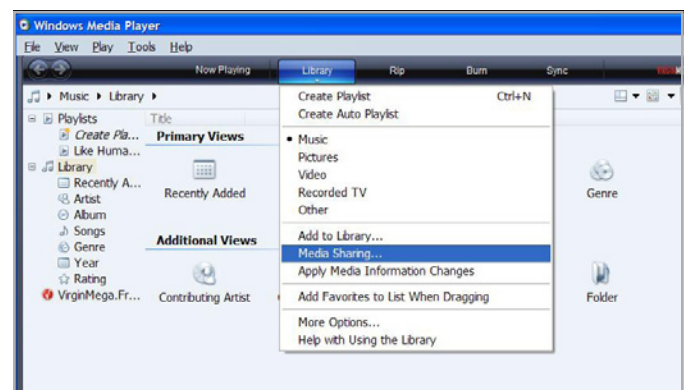 Windows Media Player
File View Play Tools Help
Now Playing Library Rip Burn Sync
Music Library
Create Playlist Ctrl+N
Create Auto Playlist
Music
Pictures
Video
Recorded TV
Other
Add to Library...
Media Sharing...
Apply Media Information Changes
Add Favorites to List When Dragging
More Options...
Help with Using the Library
Playlists
Create Pla...
Like Huma...
Library
Recently A...
Artist
Album
Songs
Genre
Year
Rating
VirginMega.Fr...
Title
Primary Views
Recently Added
Genre
Additional Views
Contributing Artist
Folder